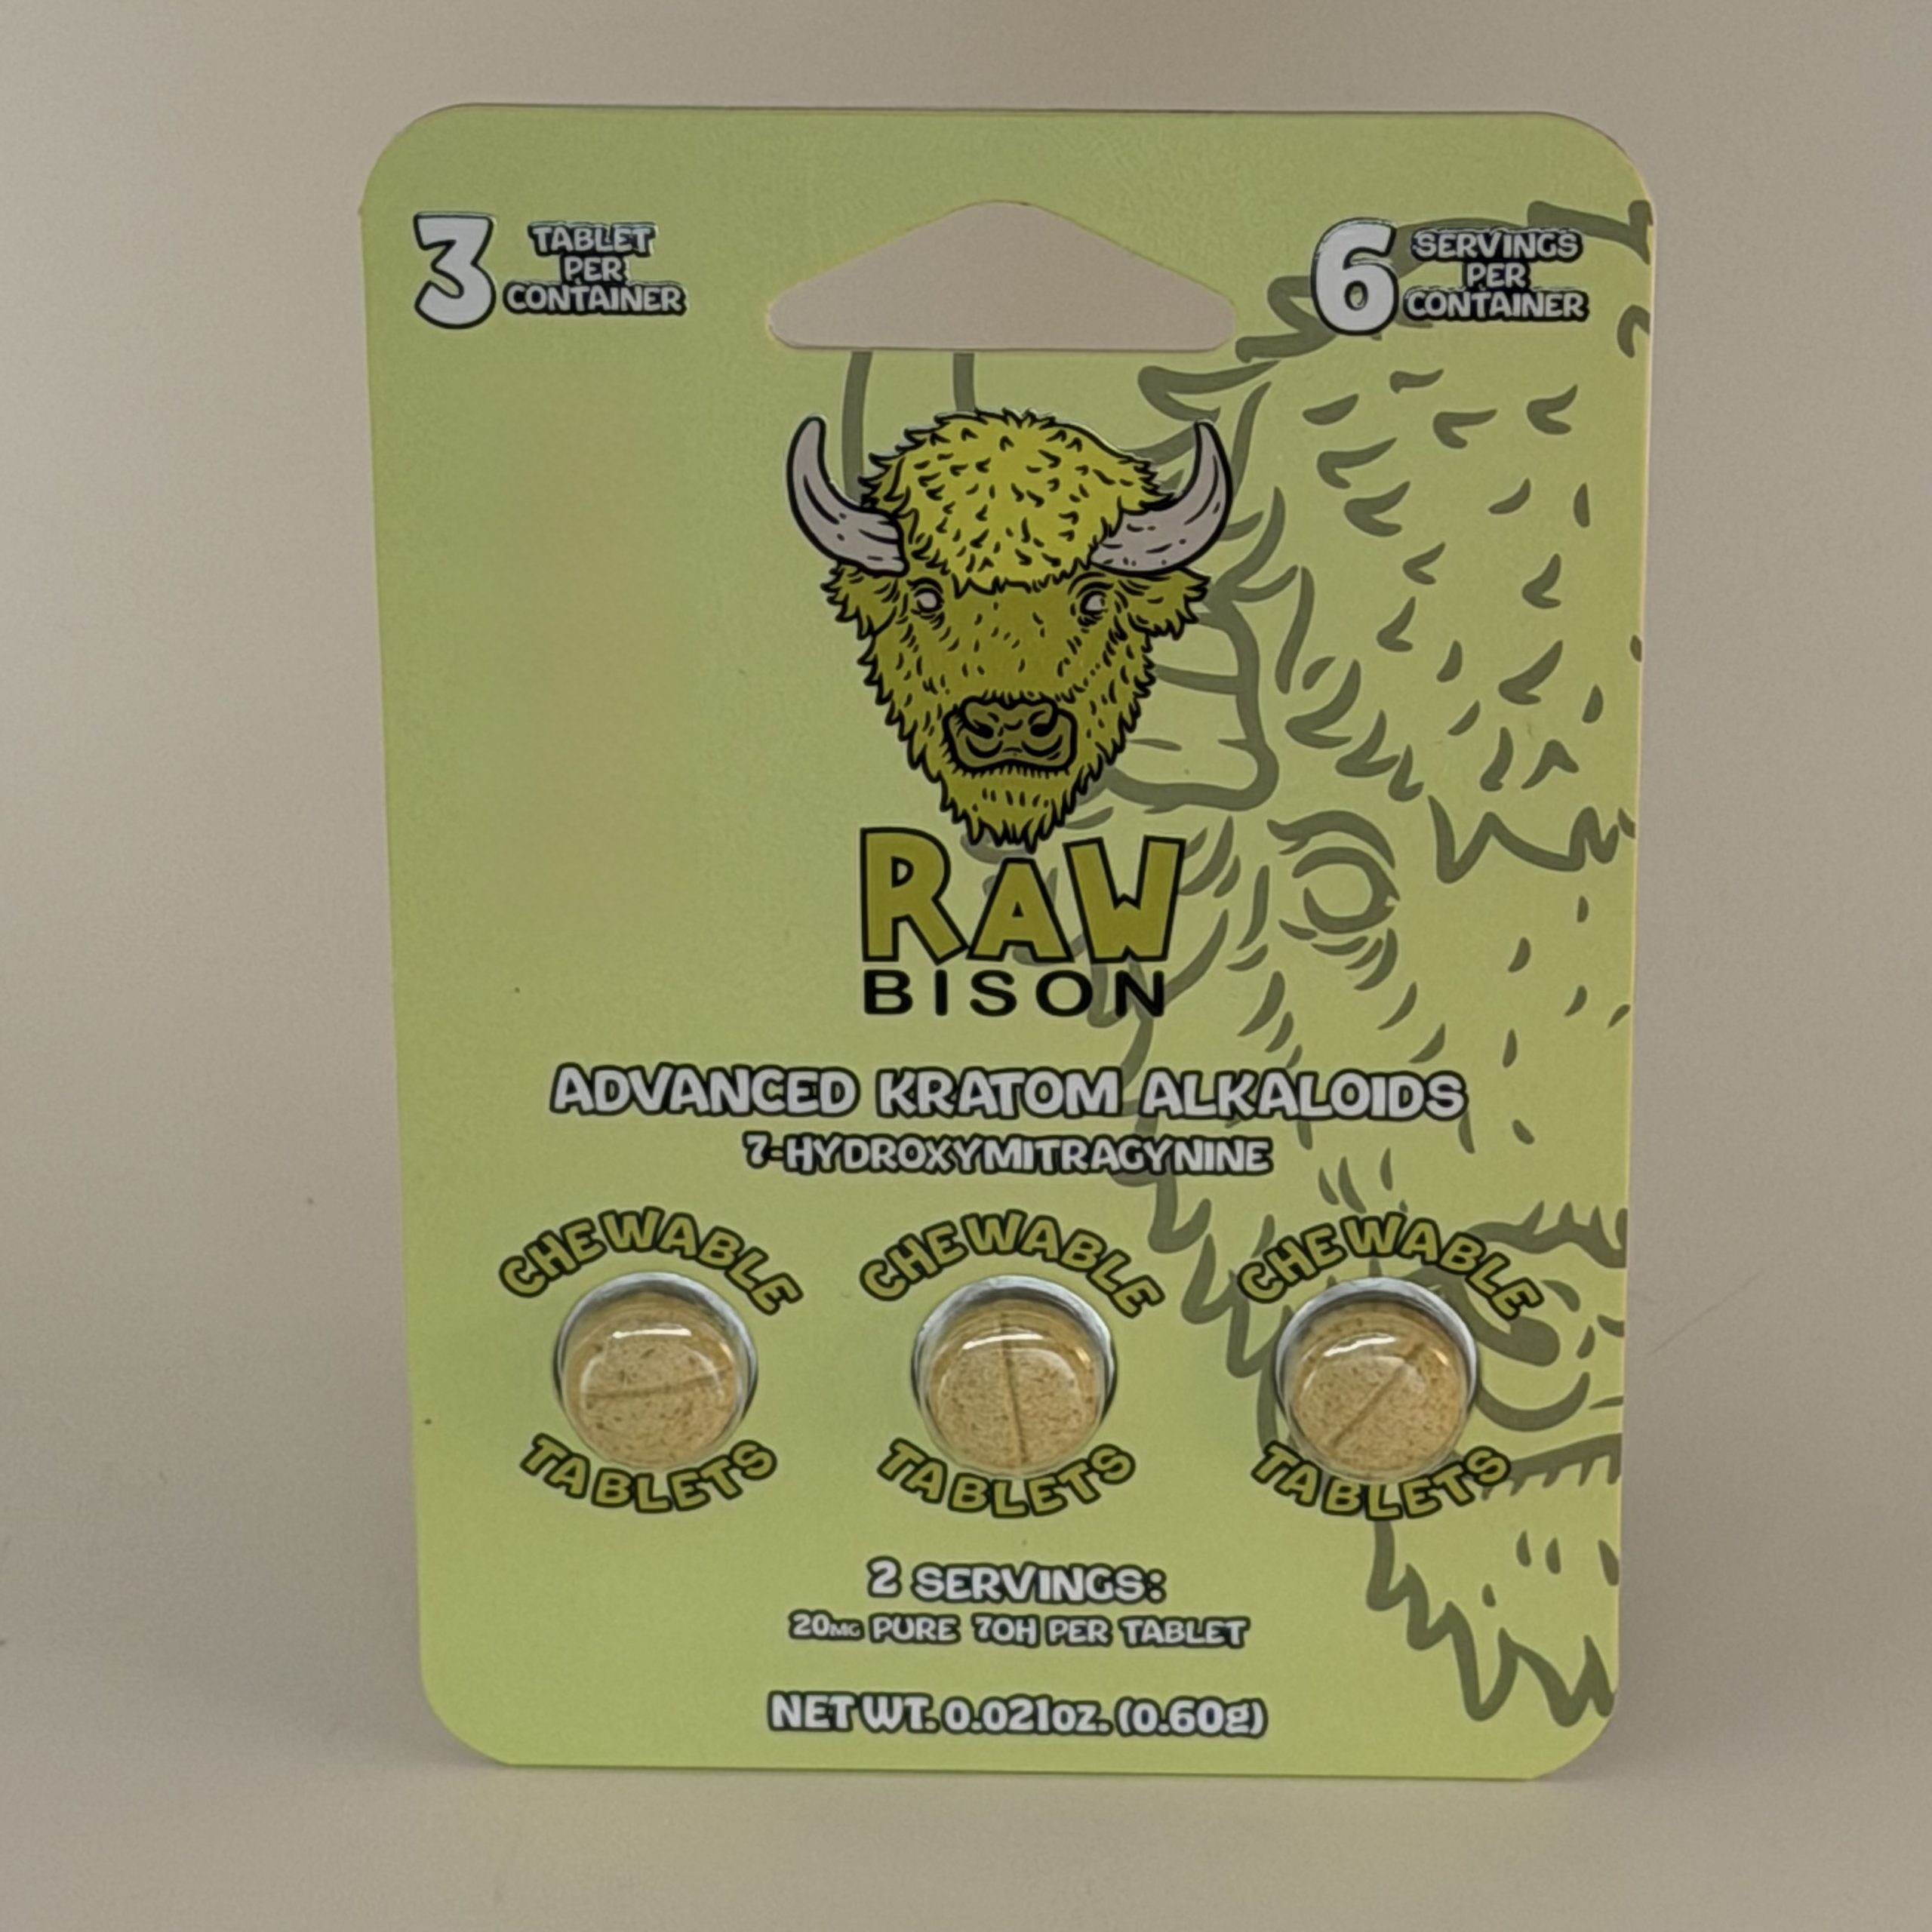 3
TABLET
PER
CONTAINER
6
SERVINGS
PER
CONTAINER
RAW
BISON
ADVANCED KRATOM ALKALOIDS
7-HYDROXYMITRAGYNINE
CHEWABLE
TABLETS
CHEWABLE
TABLETS
CHEWABLE
TABLETS
2 SERVINGS:
20MG PURE 7OH PER TABLET
NET WT. 0.021oz. (0.60g)